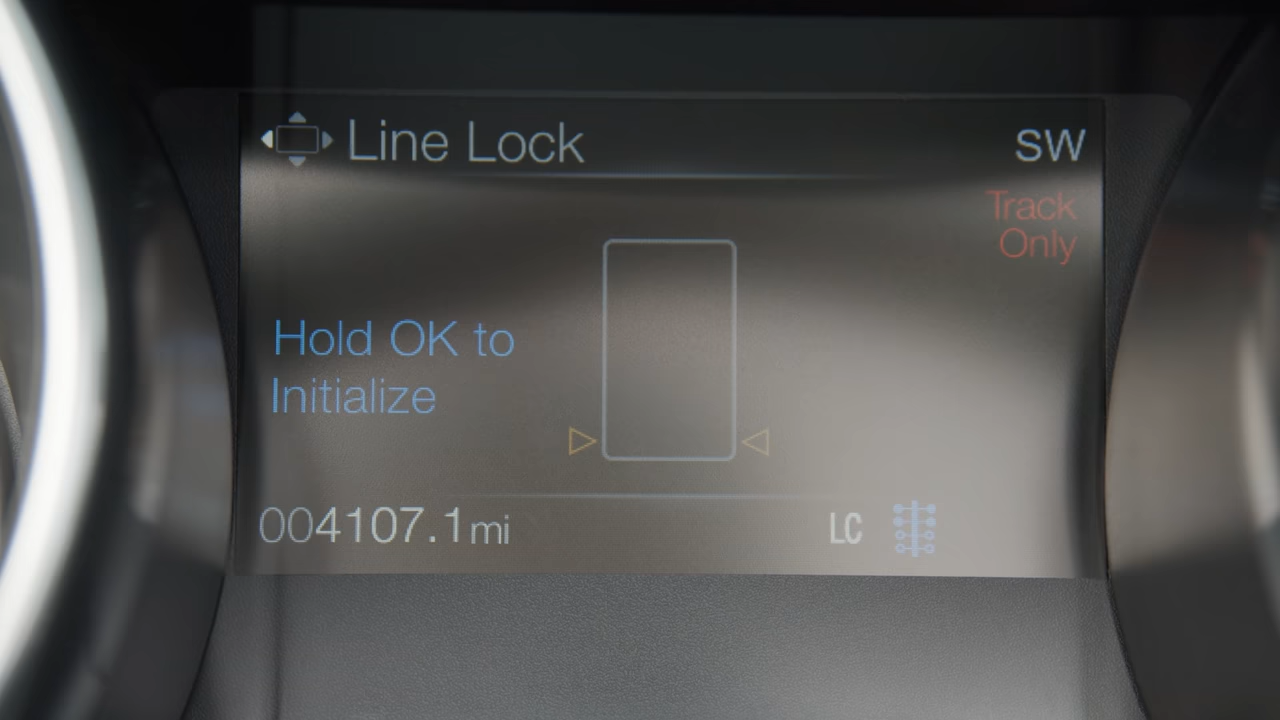 Line Lock
SW
Track
Only
Hold OK to
Initialize
004107.1mi
LC